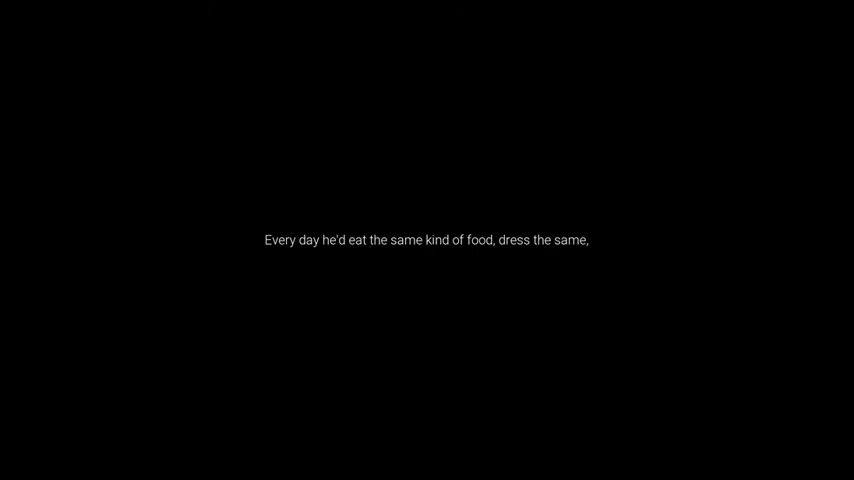 Every day he'd eat the same kind of food, dress the same,